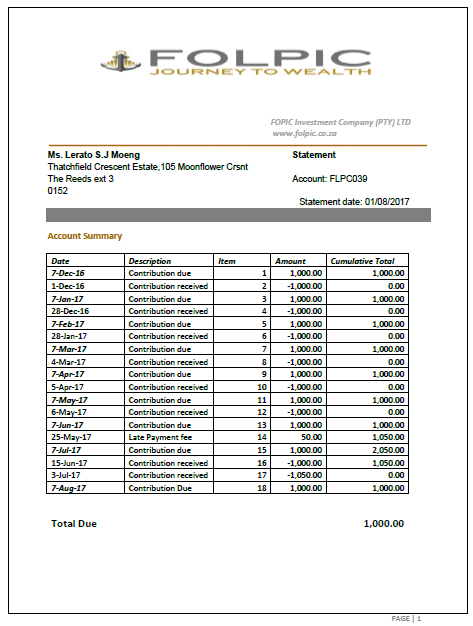 FOLPIC
JOURNEY TO WEALTH
FOPIC Investment Company (PTY) LTD
www.folpic.co.za
Ms. Lerato S.J Moeng Statement
Thatchfield Crescent Estate,105 Moonflower Crsnt
The Reeds ext 3 Account: FLPC039
0152
Statement date: 01/08/2017
Account Summary
Date Description Item Amount Cumulative Total
7-Dec-16 Contribution due 1 1,000.00 1,000.00
1-Dec-16 Contribution received 2 -1,000.00 0.00
7-Jan-17 Contribution due 3 1,000.00 1,000.00
28-Dec-16 Contribution received 4 -1,000.00 0.00
7-Feb-17 Contribution due 5 1,000.00 1,000.00
28-Jan-17 Contribution received 6 -1,000.00 0.00
7-Mar-17 Contribution due 7 1,000.00 1,000.00
4-Mar-17 Contribution received 8 -1,000.00 0.00
7-Apr-17 Contribution due 9 1,000.00 1,000.00
5-Apr-17 Contribution received 10 -1,000.00 0.00
7-May-17 Contribution due 11 1,000.00 1,000.00
6-May-17 Contribution received 12 -1,000.00 0.00
7-Jun-17 Contribution due 13 1,000.00 1,000.00
25-May-17 Late Payment fee 14 50.00 1,050.00
7-Jul-17 Contribution due 15 1,000.00 2,050.00
15-Jun-17 Contribution received 16 -1,000.00 1,050.00
3-Jul-17 Contribution received 17 -1,050.00 0.00
7-Aug-17 Contribution Due 18 1,000.00 1,000.00
Total Due 1,000.00
PAGE | 1